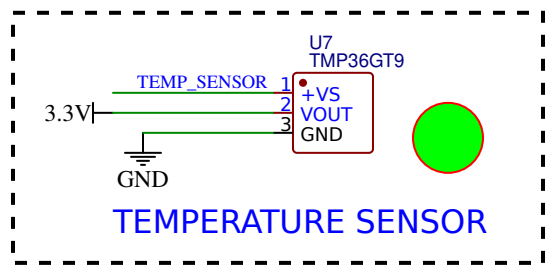 U7
TMP36GT9
TEMP_SENSOR 1 +VS
3.3V 2 VOUT
3 GND
GND
TEMPERATURE SENSOR